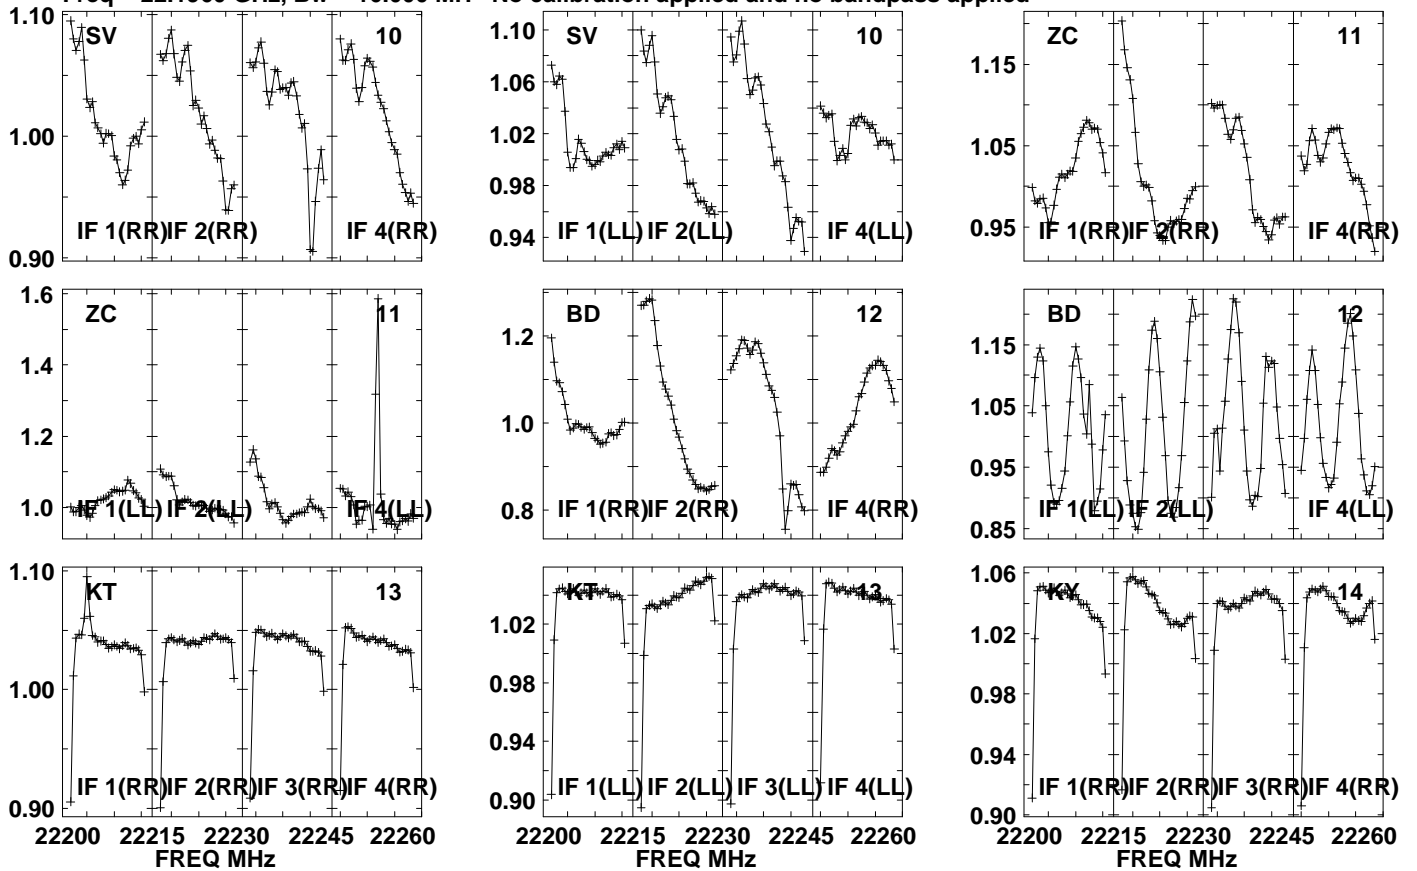 SV 10
1.10
1.00
0.90
IF 1(RR) IF 2(RR) IF 4(RR)
SV 10
1.10
1.06
1.02
0.98
0.94
IF 1(LL) IF 2(LL) IF 4(LL)
ZC 11
1.15
1.05
0.95
IF 1(RR) IF 2(RR) IF 4(RR)
ZC 11
1.6
1.4
1.2
1.0
IF 1(LL) IF 2(LL) IF 4(LL)
BD 12
1.2
1.0
0.8
IF 1(RR) IF 2(RR) IF 4(RR)
BD 12
1.15
1.05
0.95
0.85
IF 1(LL) IF 2(LL) IF 4(LL)
KT 13
1.10
1.00
0.90
IF 1(RR) IF 2(RR) IF 3(RR) IF 4(RR)
22200 22215 22230 22245 22260
FREQ MHz
KT 13
1.02
0.98
0.94
0.90
IF 1(LL) IF 2(LL) IF 3(LL) IF 4(LL)
22200 22215 22230 22245 22260
FREQ MHz
KY 14
1.06
1.02
0.98
0.94
0.90
IF 1(RR) IF 2(RR) IF 3(RR) IF 4(RR)
22200 22215 22230 22245 22260
FREQ MHz